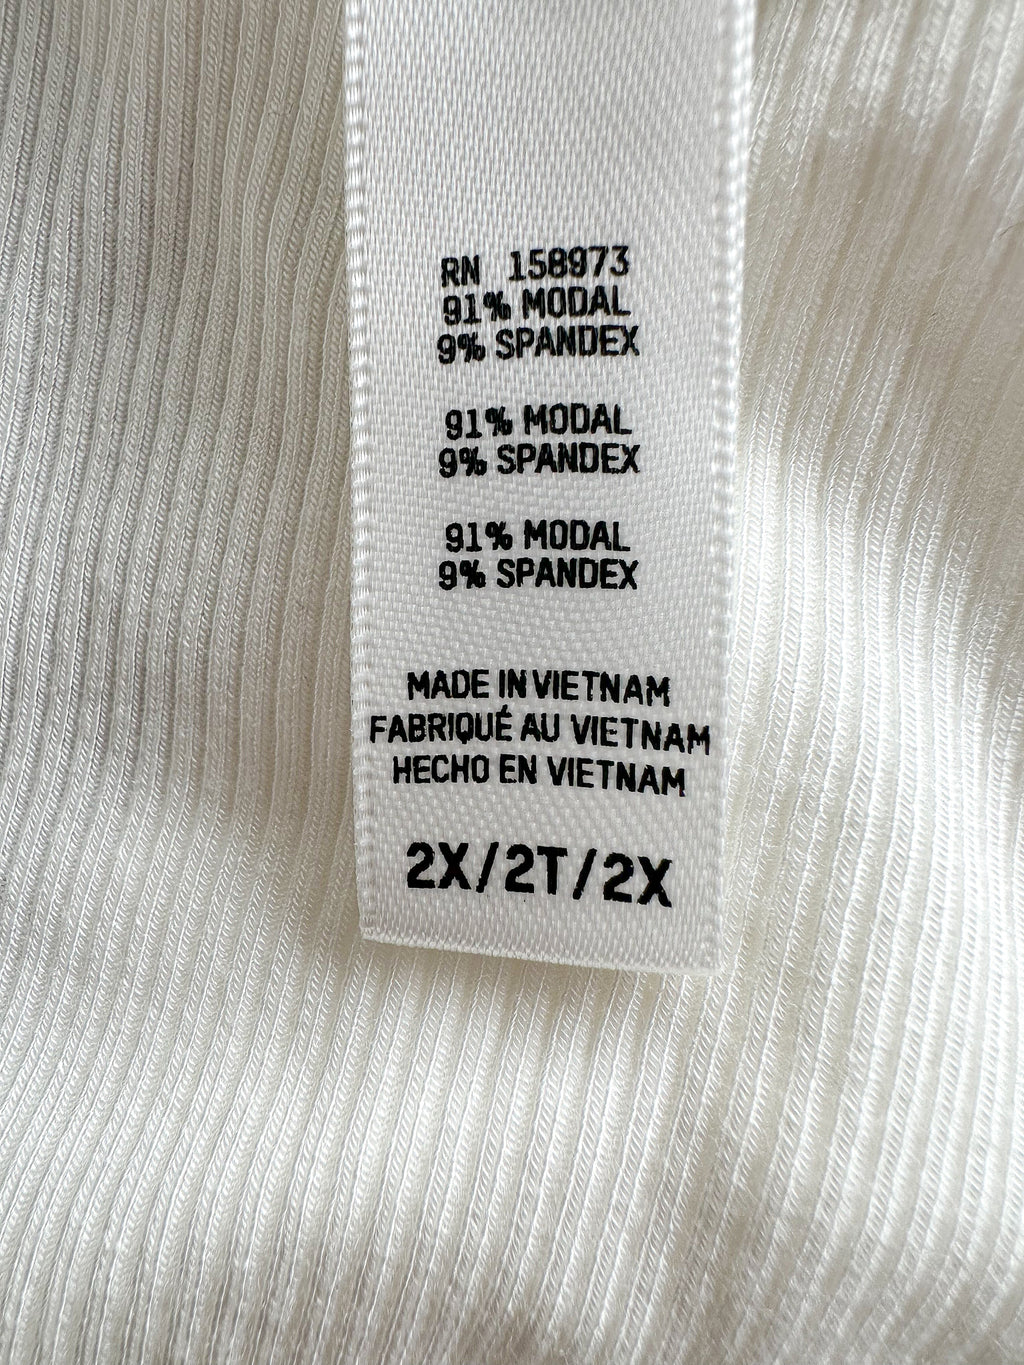 RN 158973
91% MODAL
9% SPANDEX
91% MODAL
9% SPANDEX
91% MODAL
9% SPANDEX
MADE IN VIETNAM
FABRIQUÉ AU VIETNAM
HECHO EN VIETNAM
2X/2T/2X